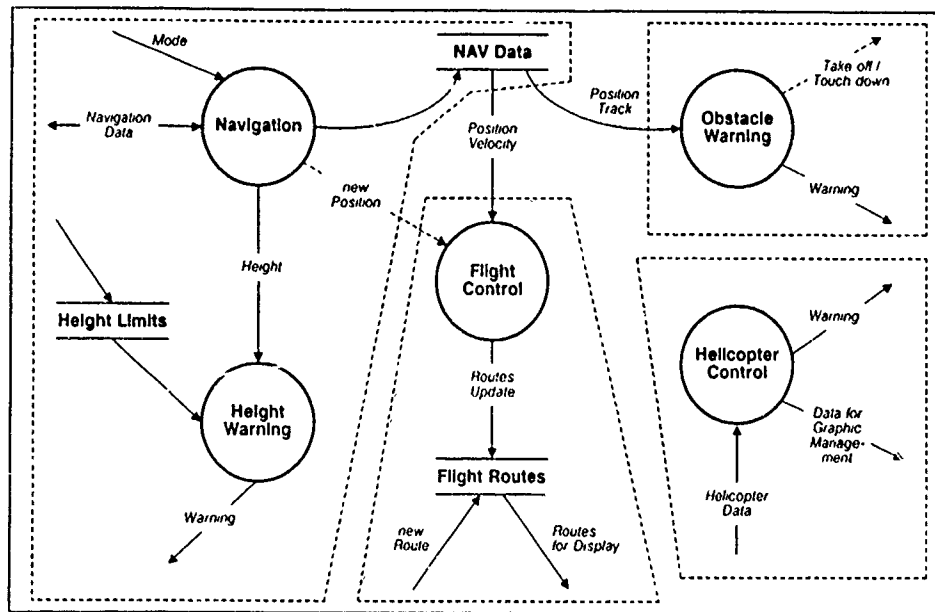 Mode
NAV Data
Take off /
Touch down
Navigation
Data
Navigation
Position
Track
Obstacle
Warning
Position
Velocity
Warning
new
Position
Height
Flight
Control
Height Limits
Warning
Helicopter
Control
Routes
Update
Height
Warning
Data for
Graphic
Manage-
ment
Flight Routes
Helicopter
Data
Warning
new
Route
Routes
for Display